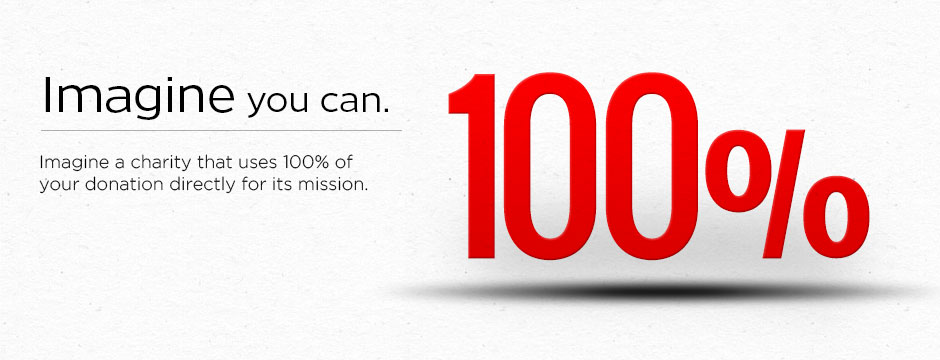 Imagine you can.
Imagine a charity that uses 100% of
your donation directly for its mission.
100%